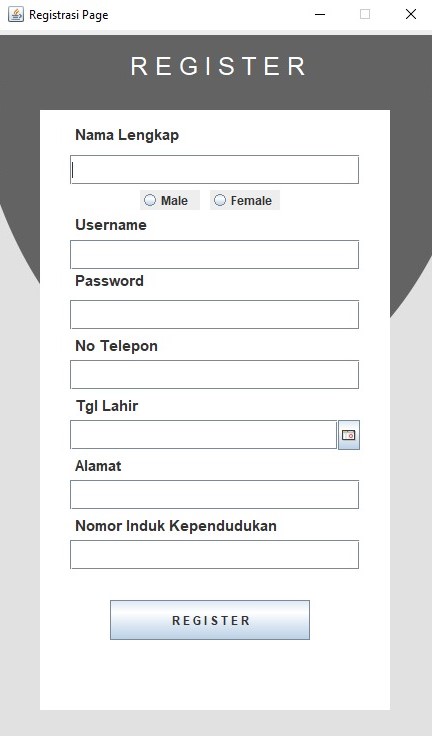 Registrasi Page
REGISTER
Nama Lengkap
Male Female
Username
Password
No Telepon
Tgl Lahir
Alamat
Nomor Induk Kependudukan
REGISTER